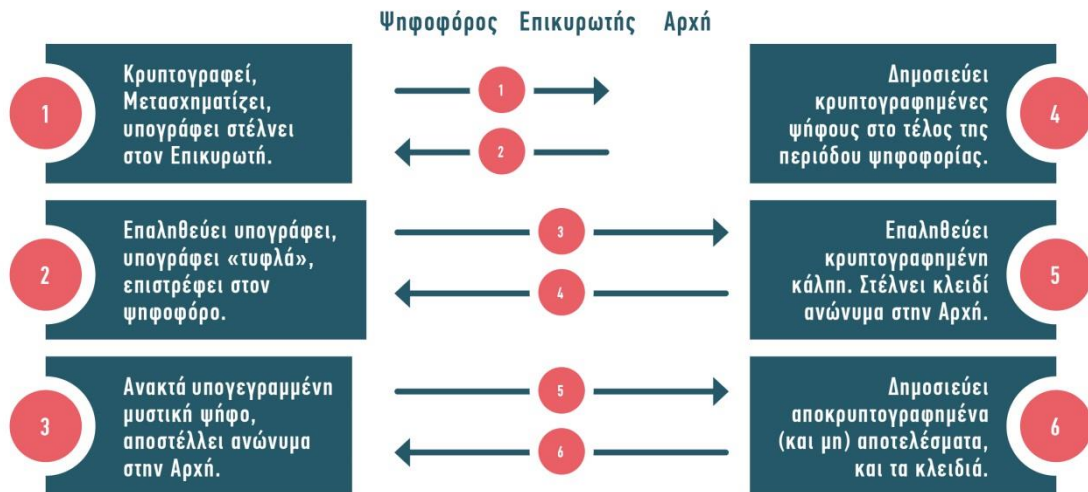 Ψηφοφόρος Επικυρωτής Αρχή
1
Κρυπτογραφεί,
Μετασχηματίζει,
υπογράφει στέλνει
στον Επικυρωτή.
2
Επαληθεύει υπογράφει,
υπογράφει «τυφλά»,
επιστρέφει στον
ψηφοφόρο.
3
Ανακτά υπογεγραμμένη
μυστική ψήφο,
αποστέλλει ανώνυμα
στην Αρχή.
1
2
3
4
5
6
Δημοσιεύει
κρυπτογραφημένες
ψήφους στο τέλος της
περιόδου ψηφοφορίας.
4
Επαληθεύει
κρυπτογραφημένη
κάλπη. Στέλνει κλειδί
ανώνυμα στην Αρχή.
5
Δημοσιεύει
αποκρυπτογραφημένα
(και μη) αποτελέσματα,
και τα κλειδιά.
6